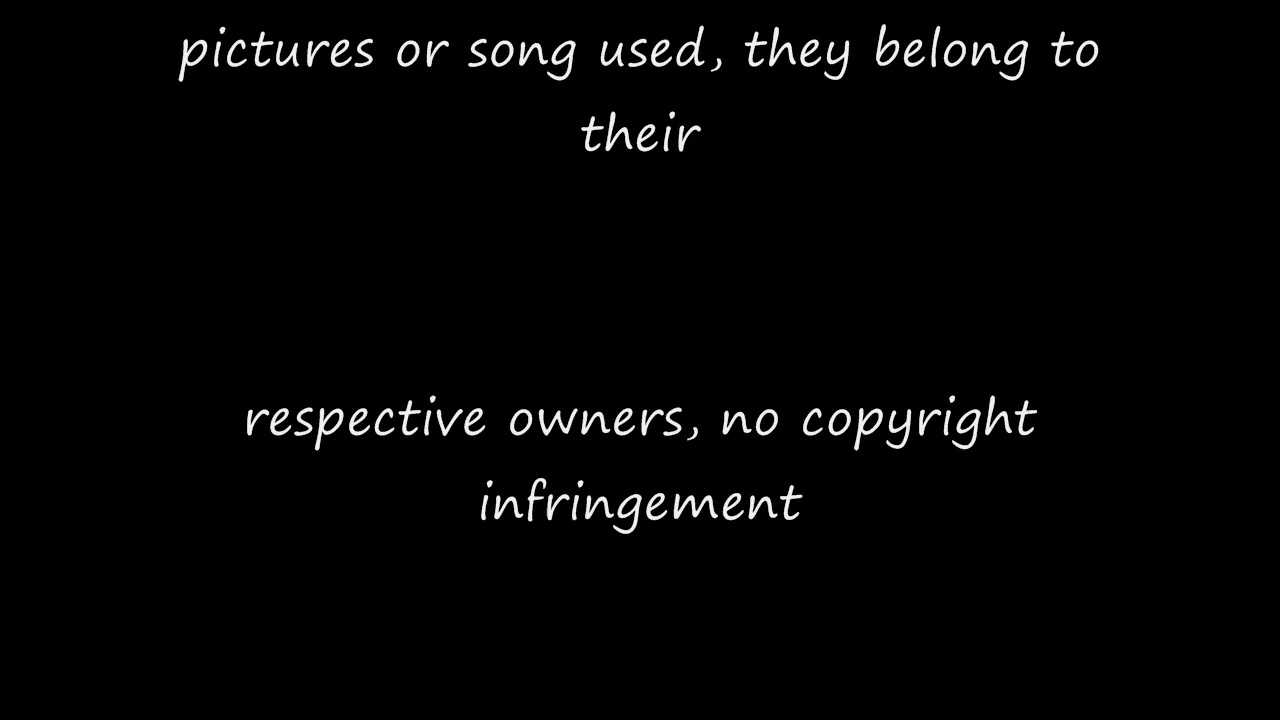 pictures or song used, they belong to
their
respective owners, no copyright
infringement